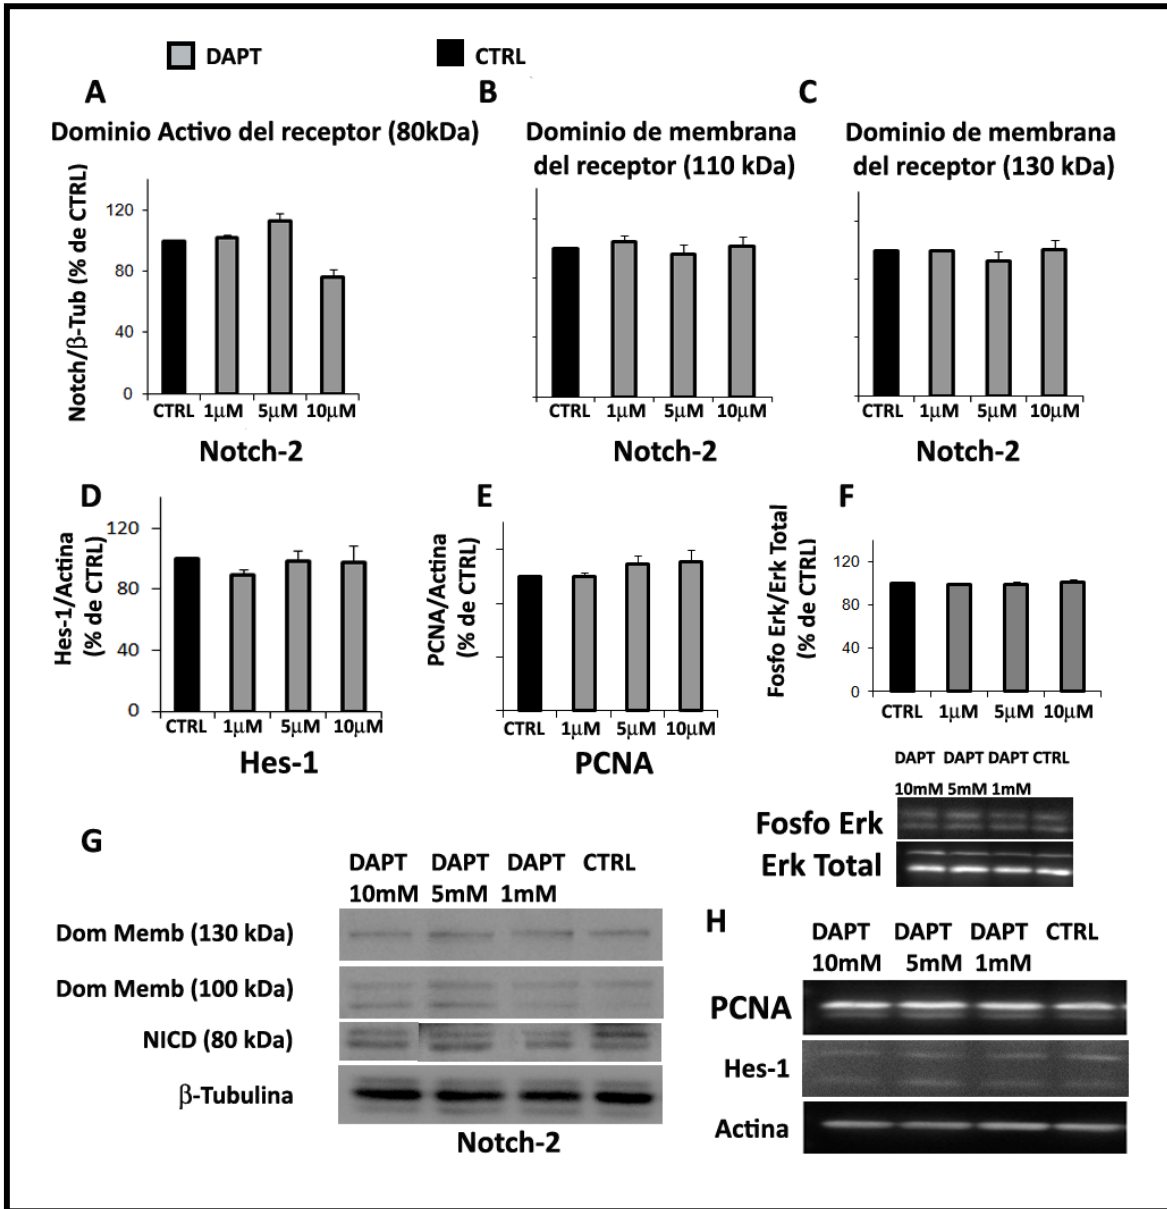 DAPT
CTRL
A
Dominio Activo del receptor (80kDa)
Notch/β-Tub (% de CTRL)
120
80
40
0
CTRL 1μM 5μM 10μM
Notch-2
B
Dominio de membrana
del receptor (110 kDa)
CTRL 1μM 5μM 10μM
Notch-2
C
Dominio de membrana
del receptor (130 kDa)
CTRL 1μM 5μM 10μM
Notch-2
D
Hes-1/Actina
(% de CTRL)
120
80
40
0
CTRL 1μM 5μM 10μM
Hes-1
E
PCNA/Actina
(% de CTRL)
CTRL 1μM 5μM 10μM
PCNA
F
Fosfo Erk/Erk Total
(% de CTRL)
120
80
40
0
CTRL 1μM 5μM 10μM
DAPT DAPT DAPT CTRL
10mM 5mM 1mM
Fosfo Erk
Erk Total
G
DAPT DAPT DAPT CTRL
10mM 5mM 1mM
Dom Memb (130 kDa)
Dom Memb (100 kDa)
NICD (80 kDa)
β-Tubulina
Notch-2
H
DAPT DAPT DAPT CTRL
10mM 5mM 1mM
PCNA
Hes-1
Actina